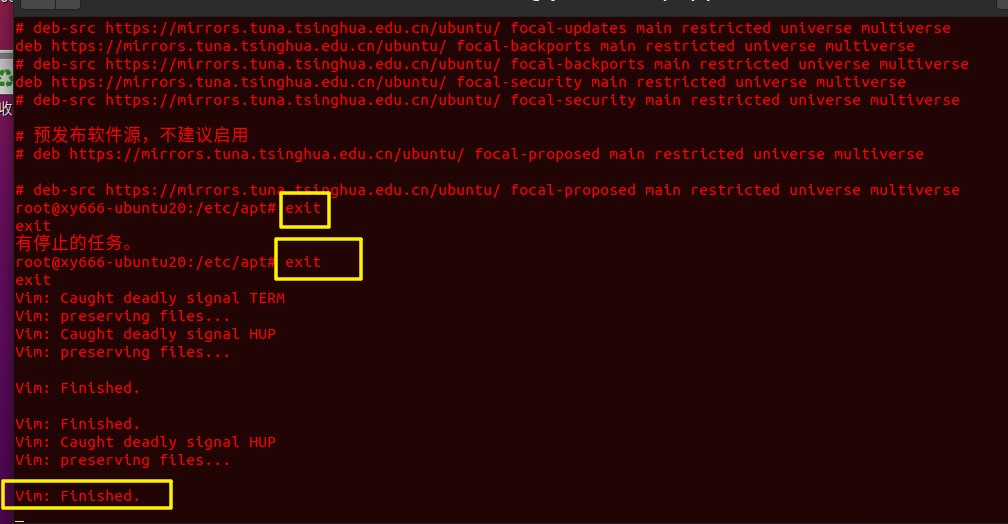 # deb-src https://mirrors.tuna.tsinghua.edu.cn/ubuntu/ focal-updates main restricted universe multiverse
deb https://mirrors.tuna.tsinghua.edu.cn/ubuntu/ focal-backports main restricted universe multiverse
# deb-src https://mirrors.tuna.tsinghua.edu.cn/ubuntu/ focal-backports main restricted universe multiverse
deb https://mirrors.tuna.tsinghua.edu.cn/ubuntu/ focal-security main restricted universe multiverse
# deb-src https://mirrors.tuna.tsinghua.edu.cn/ubuntu/ focal-security main restricted universe multiverse
收
# 预发布软件源，不建议启用
# deb https://mirrors.tuna.tsinghua.edu.cn/ubuntu/ focal-proposed main restricted universe multiverse
# deb-src https://mirrors.tuna.tsinghua.edu.cn/ubuntu/ focal-proposed main restricted universe multiverse
root@xy666-ubuntu20:/etc/apt# exit
exit
有停止的任务。
root@xy666-ubuntu20:/etc/apt# exit
exit
Vim: Caught deadly signal TERM
Vim: preserving files...
Vim: Caught deadly signal HUP
Vim: preserving files...
Vim: Finished.
Vim: Finished.
Vim: Caught deadly signal HUP
Vim: preserving files...
Vim: Finished.